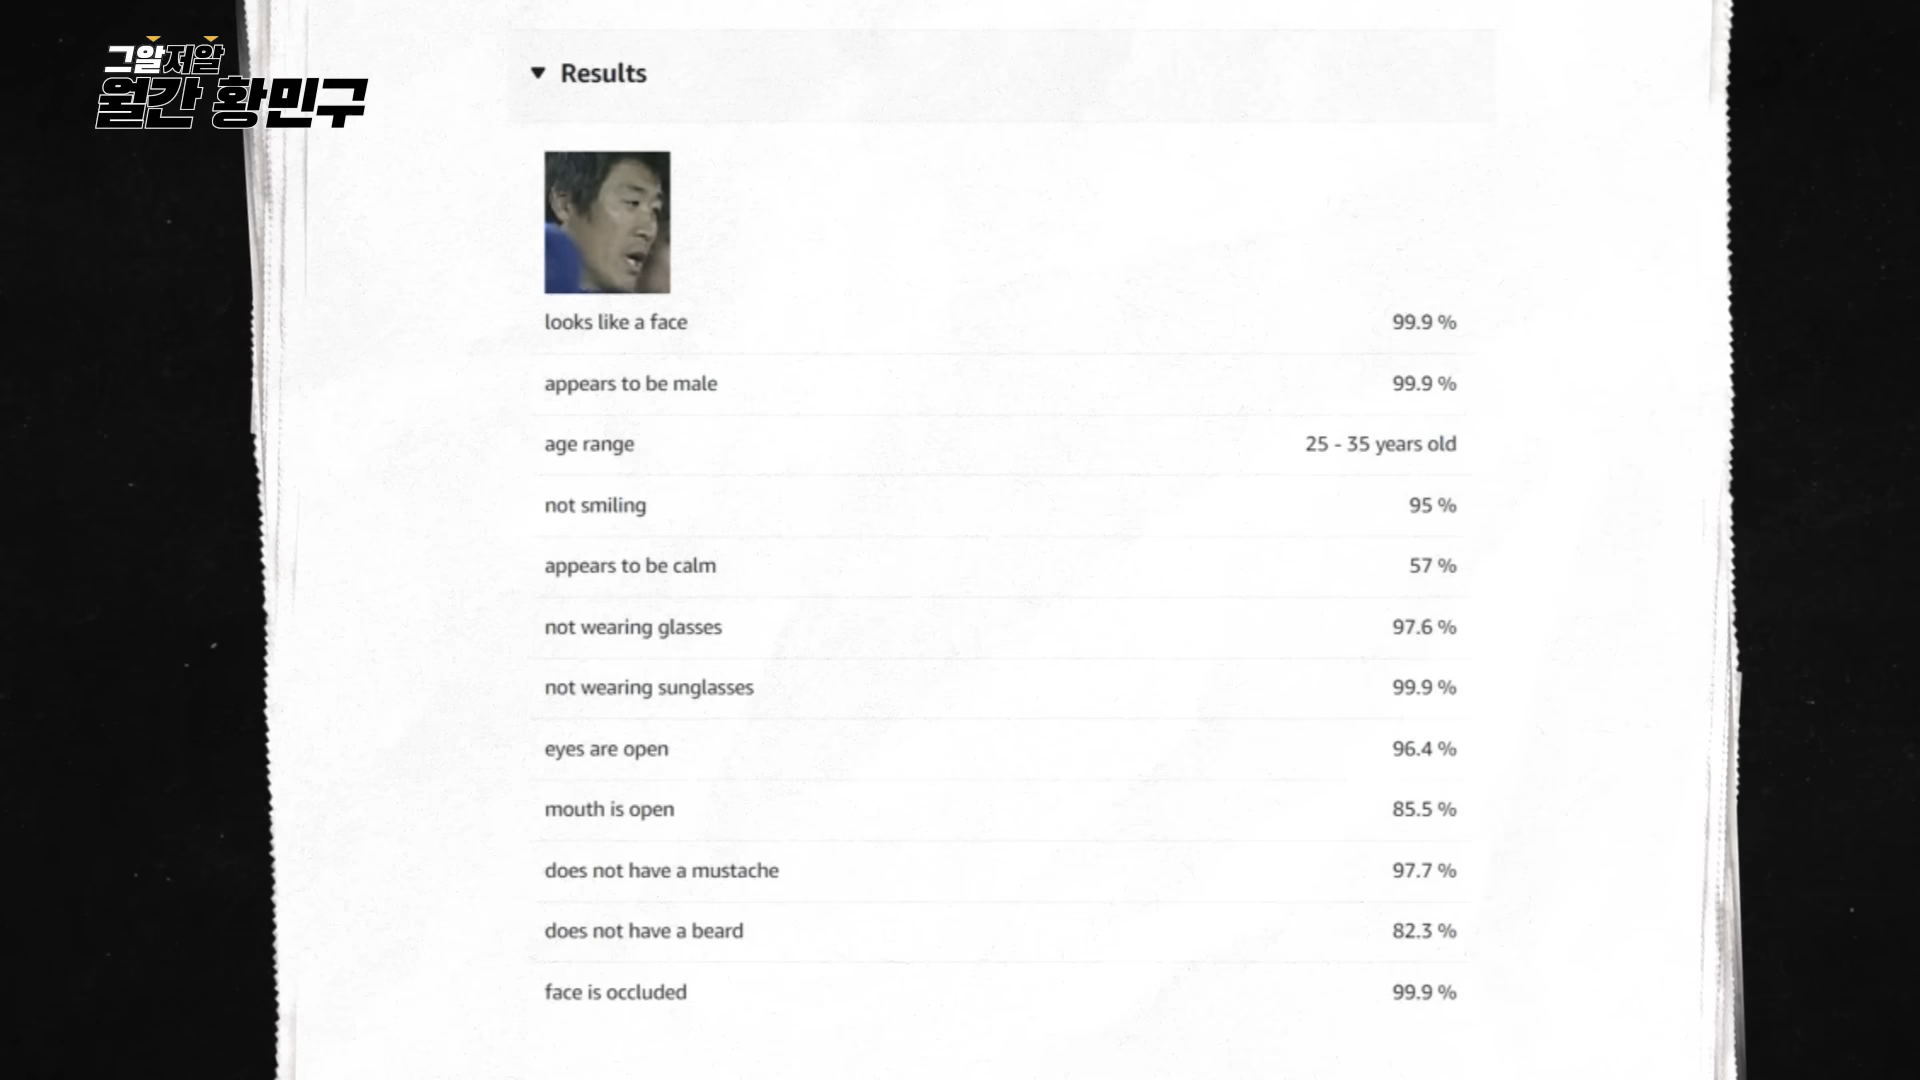 그알저알
월간 황민구
Results
looks like a face 99.9 %
appears to be male 99.9 %
age range 25 - 35 years old
not smiling 95 %
appears to be calm 57 %
not wearing glasses 97.6 %
not wearing sunglasses 99.9 %
eyes are open 96.4 %
mouth is open 85.5 %
does not have a mustache 97.7 %
does not have a beard 82.3 %
face is occluded 99.9 %